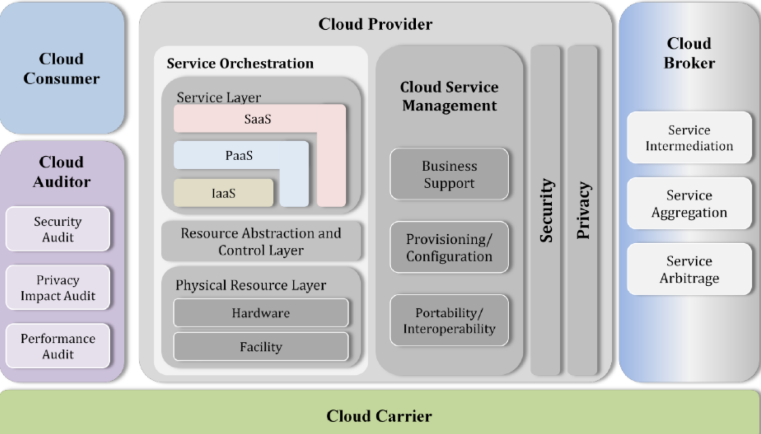 Cloud
Consumer
Cloud
Auditor
Security
Audit
Privacy
Impact Audit
Performance
Audit
Cloud Provider
Service Orchestration
Service Layer
SaaS
PaaS
IaaS
Resource Abstraction and
Control Layer
Physical Resource Layer
Hardware
Facility
Cloud Service
Management
Business
Support
Provisioning/
Configuration
Portability/
Interoperability
Security
Privacy
Cloud
Broker
Service
Intermediation
Service
Aggregation
Service
Arbitrage
Cloud Carrier